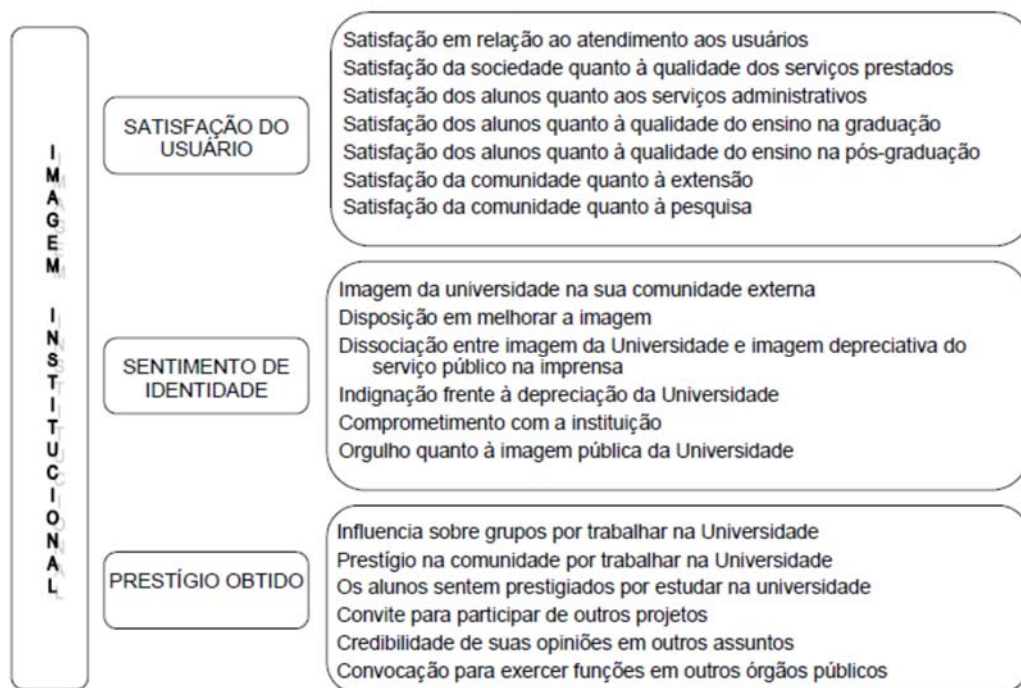 IMAGEM INSTITUCIONAL
SATISFAÇÃO DO
USUÁRIO
Satisfação em relação ao atendimento aos usuários
Satisfação da sociedade quanto à qualidade dos serviços prestados
Satisfação dos alunos quanto aos serviços administrativos
Satisfação dos alunos quanto à qualidade do ensino na graduação
Satisfação dos alunos quanto à qualidade do ensino na pós-graduação
Satisfação da comunidade quanto à extensão
Satisfação da comunidade quanto à pesquisa
SENTIMENTO DE
IDENTIDADE
Imagem da universidade na sua comunidade externa
Disposição em melhorar a imagem
Dissociação entre imagem da Universidade e imagem depreciativa do
serviço público na imprensa
Indignação frente à depreciação da Universidade
Comprometimento com a instituição
Orgulho quanto à imagem pública da Universidade
PRESTÍGIO OBTIDO
Influencia sobre grupos por trabalhar na Universidade
Prestígio na comunidade por trabalhar na Universidade
Os alunos sentem prestigiados por estudar na universidade
Convite para participar de outros projetos
Credibilidade de suas opiniões em outros assuntos
Convocação para exercer funções em outros órgãos públicos